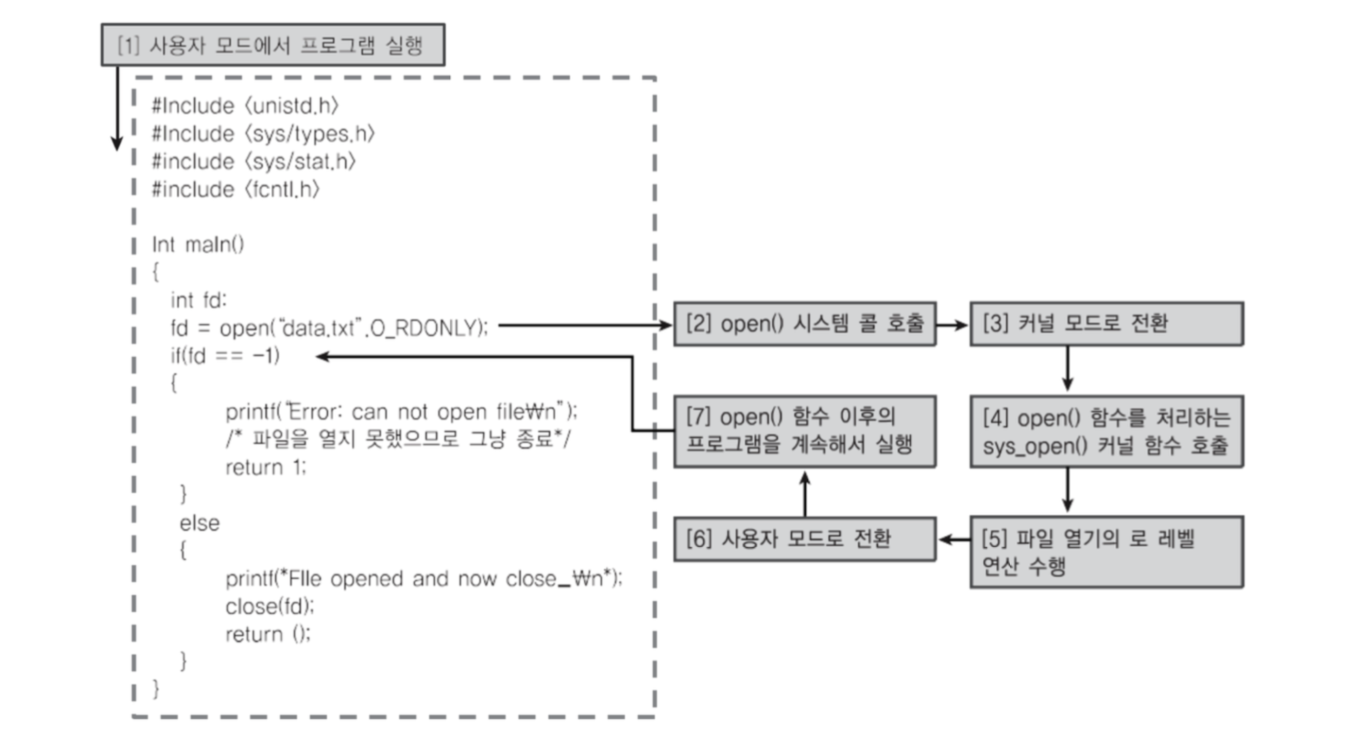 [1] 사용자 모드에서 프로그램 실행
#Include <unistd.h>
#Include <sys/types.h>
#include <sys/stat.h>
#include <fcntl.h>
Int maIn()
{
int fd:
fd = open("data.txt".O_RDONLY);
if(fd == -1)
{
printf("Error: can not open file₩n");
/* 파일을 열지 못했으므로 그냥 종료*/
return 1;
}
else
{
printf(*FIle opened and now close_₩n*);
close(fd);
return ();
}
}
[2] open() 시스템 콜 호출
[3] 커널 모드로 전환
[4] open() 함수를 처리하는
sys_open() 커널 함수 호출
[5] 파일 열기의 로 레벨
연산 수행
[6] 사용자 모드로 전환
[7] open() 함수 이후의
프로그램을 계속해서 실행